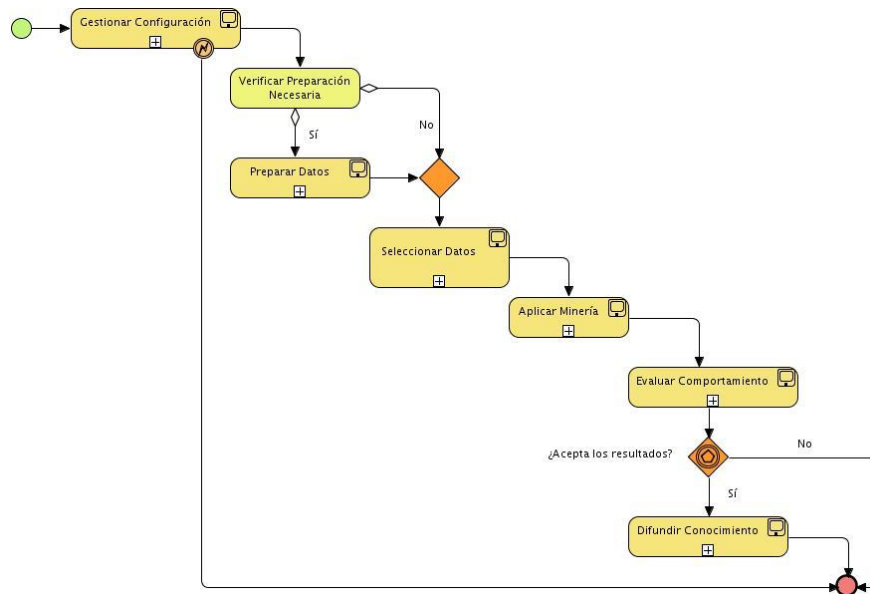 Gestionar Configuración
Verificar Preparación
Necesaria
Sí
No
Preparar Datos
Seleccionar Datos
Aplicar Minería
Evaluar Comportamiento
¿Acepta los resultados?
No
Sí
Difundir Conocimiento